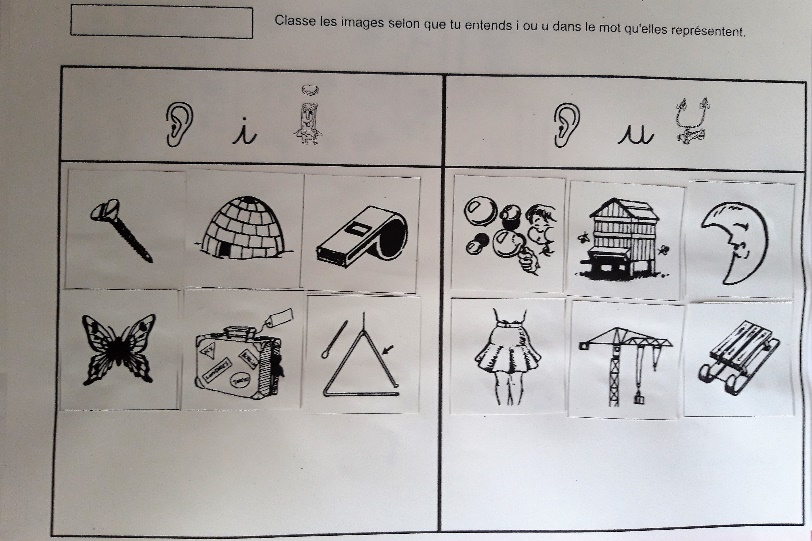 Classe les images selon que tu entends i ou u dans le mot qu'elles représentent.
i
u